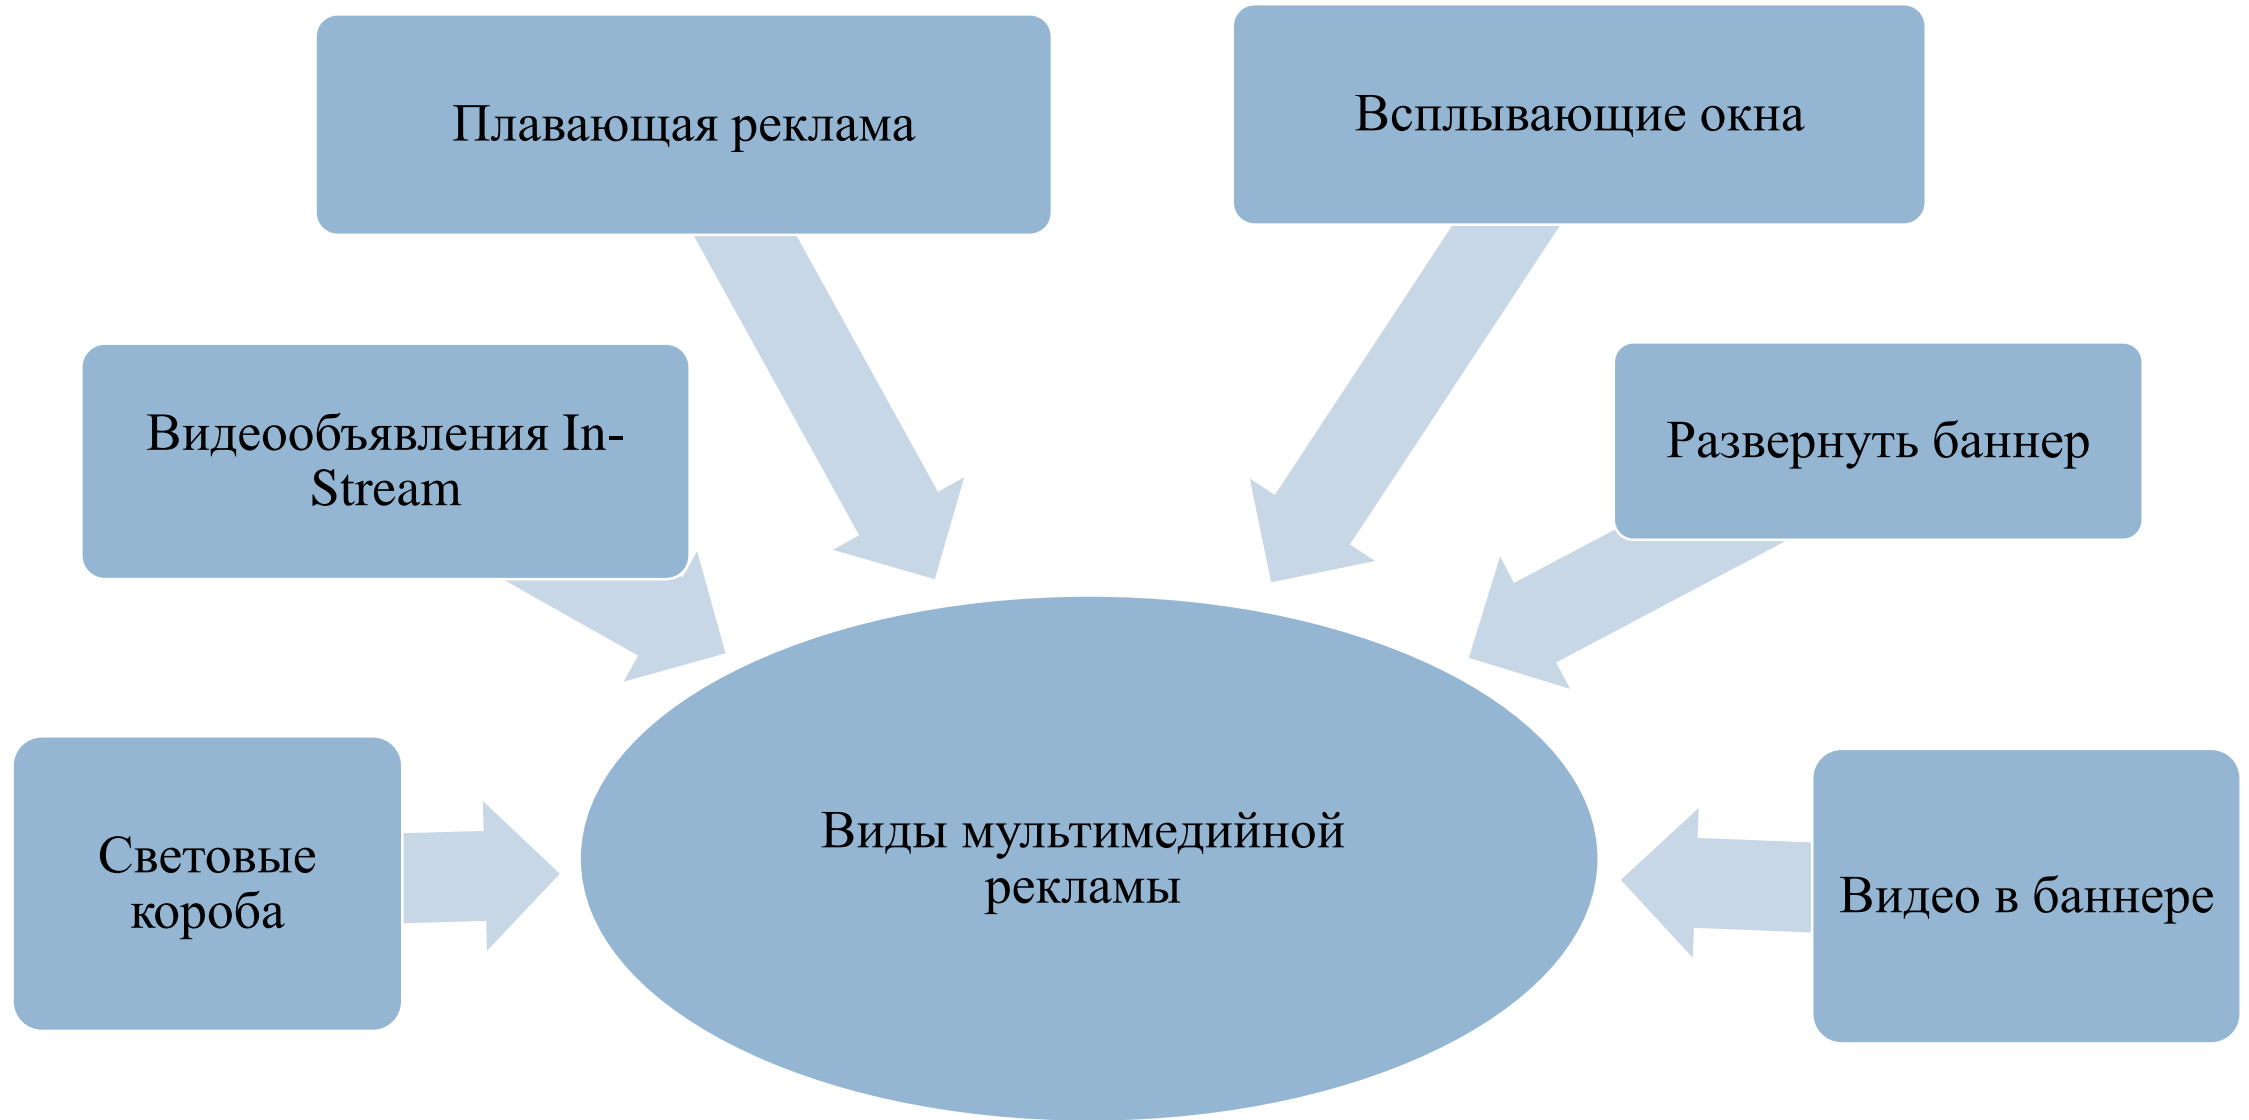 Плавающая реклама
Всплывающие окна
Видеообъявления In-
Stream
Развернуть баннер
Световые
короба
Виды мультимедийной
рекламы
Видео в баннере